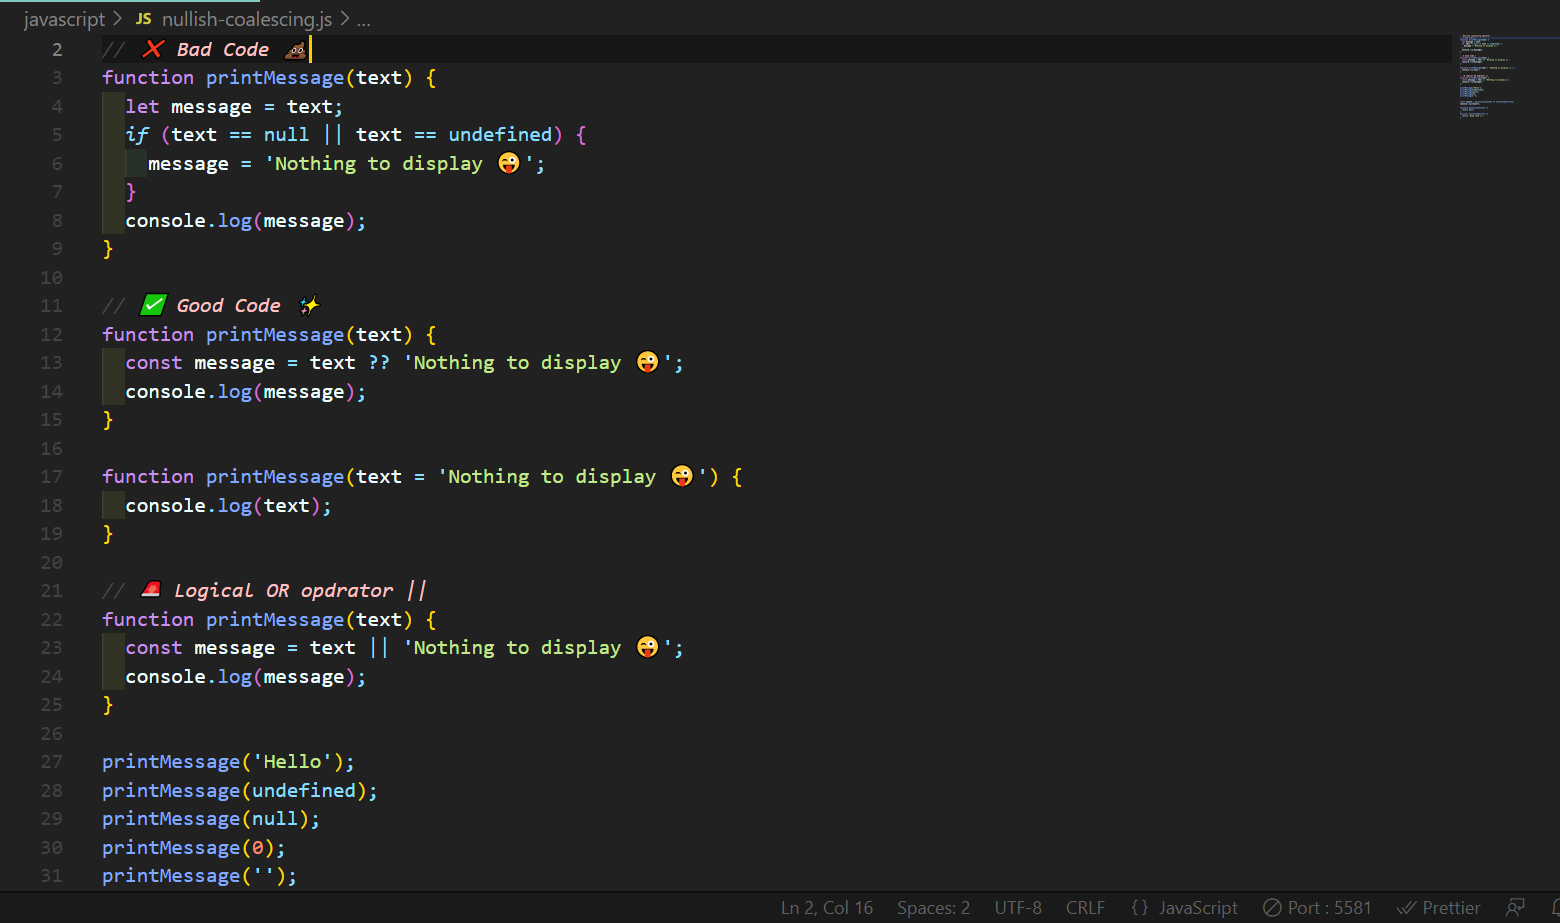 javascript > JS nullish-coalescing.js > ...
2 // ❌ Bad Code 💩
3 function printMessage(text) {
4 let message = text;
5 if (text == null || text == undefined) {
6 message = 'Nothing to display 😜';
7 }
8 console.log(message);
9 }
10
11 // ✅ Good Code ✨
12 function printMessage(text) {
13 const message = text ?? 'Nothing to display 😜';
14 console.log(message);
15 }
16
17 function printMessage(text = 'Nothing to display 😜') {
18 console.log(text);
19 }
20
21 // 🚨 Logical OR opdrator ||
22 function printMessage(text) {
23 const message = text || 'Nothing to display 😜';
24 console.log(message);
25 }
26
27 printMessage('Hello');
28 printMessage(undefined);
29 printMessage(null);
30 printMessage(0);
31 printMessage('');
Ln 2, Col 16 Spaces: 2 UTF-8 CRLF {} JavaScript Port : 5581 Prettier